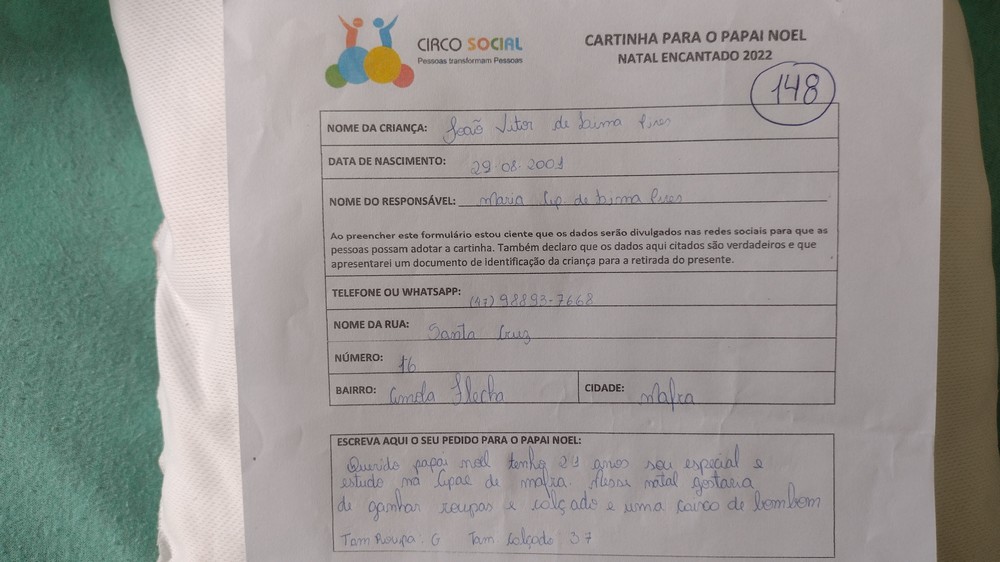 CIRCO SOCIAL
Pessoas transformam Pessoas
CARTINHA PARA O PAPAI NOEL
NATAL ENCANTADO 2022
148
NOME DA CRIANÇA: João Vitor de Lima Pires
DATA DE NASCIMENTO: 29.08.2001
NOME DO RESPONSÁVEL: Maria Ap de Lima Pires
Ao preencher este formulário estou ciente que os dados serão divulgados nas redes sociais para que as
pessoas possam adotar a cartinha. Também declaro que os dados aqui citados são verdadeiros e que
apresentarei um documento de identificação da criança para a retirada do presente.
TELEFONE OU WHATSAPP: (47) 98893-7668
NOME DA RUA: Santa Cruz
NÚMERO: 16
BAIRRO: Amola Flecha CIDADE: Mafra
ESCREVA AQUI O SEU PEDIDO PARA O PAPAI NOEL:
Querido papai noel tenho 21 anos sou especial e
estudo na Apae de mafra. Nesse natal gostaria
de ganhar roupas e calçado e uma caixa de bombom
Tam Roupa: G Tam Calçado 37